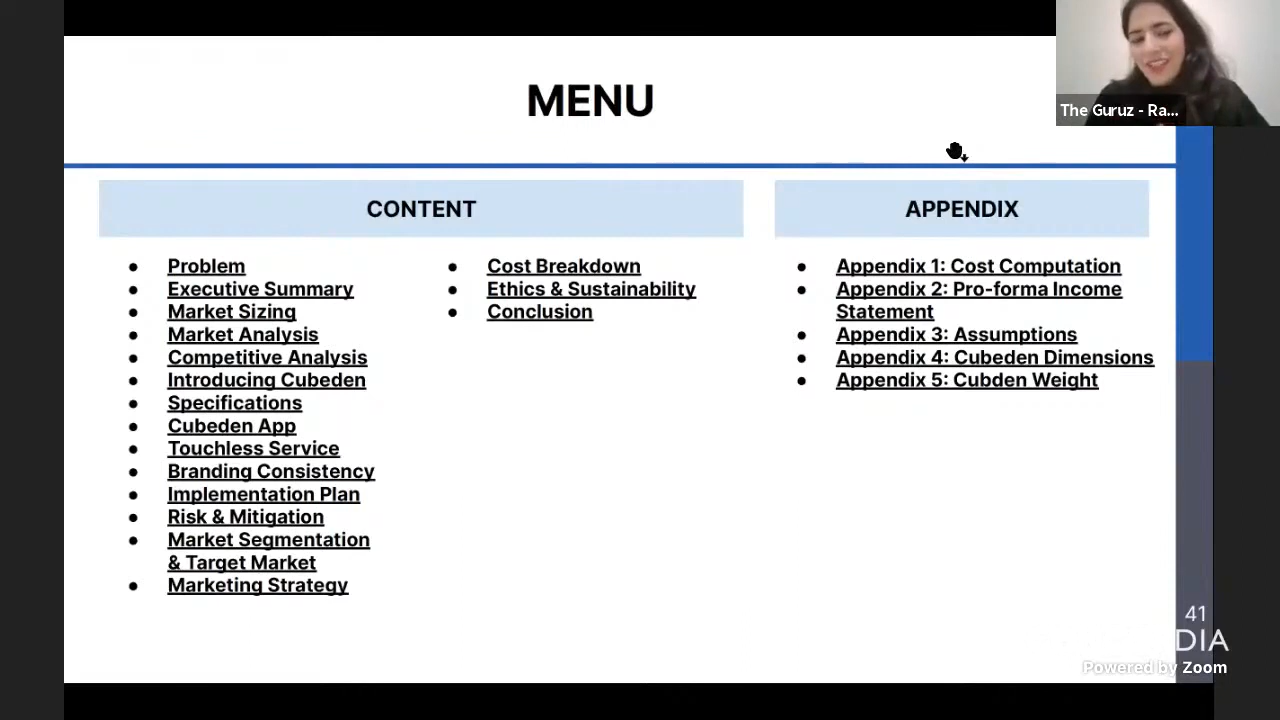 MENU
The Guruz - Ra...
CONTENT
Problem
Executive Summary
Market Sizing
Market Analysis
Competitive Analysis
Introducing Cubeden
Specifications
Cubeden App
Touchless Service
Branding Consistency
Implementation Plan
Risk & Mitigation
Market Segmentation
& Target Market
Marketing Strategy
Cost Breakdown
Ethics & Sustainability
Conclusion
APPENDIX
Appendix 1: Cost Computation
Appendix 2: Pro-forma Income
Statement
Appendix 3: Assumptions
Appendix 4: Cubeden Dimensions
Appendix 5: Cubden Weight
41
DIA
Powered by Zoom